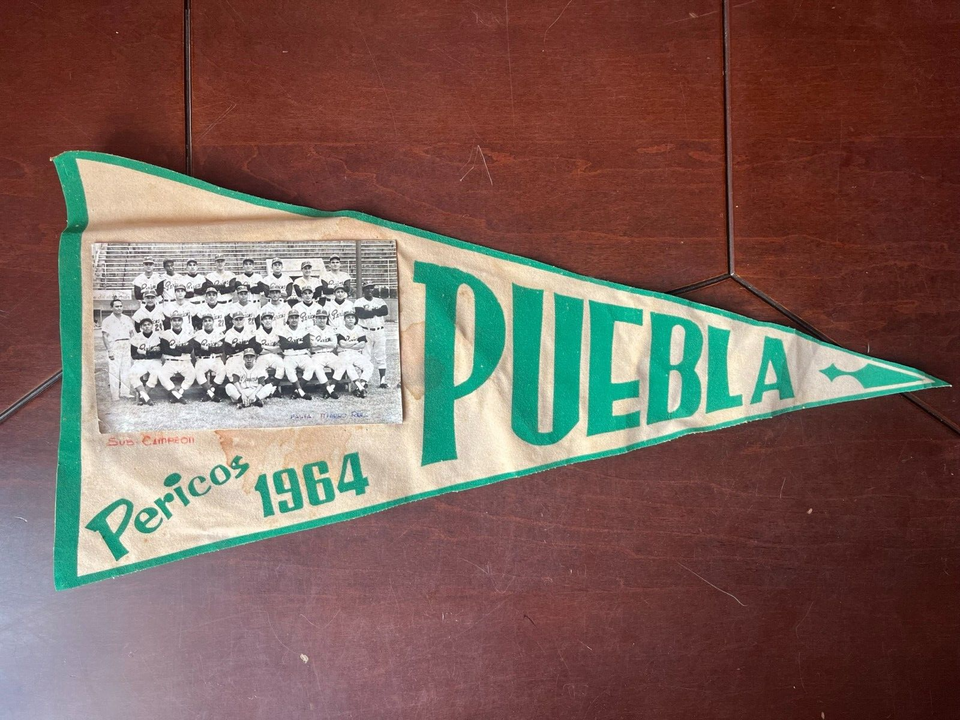 PUEBLA
SUB-CAMPEON
Pericos
1964